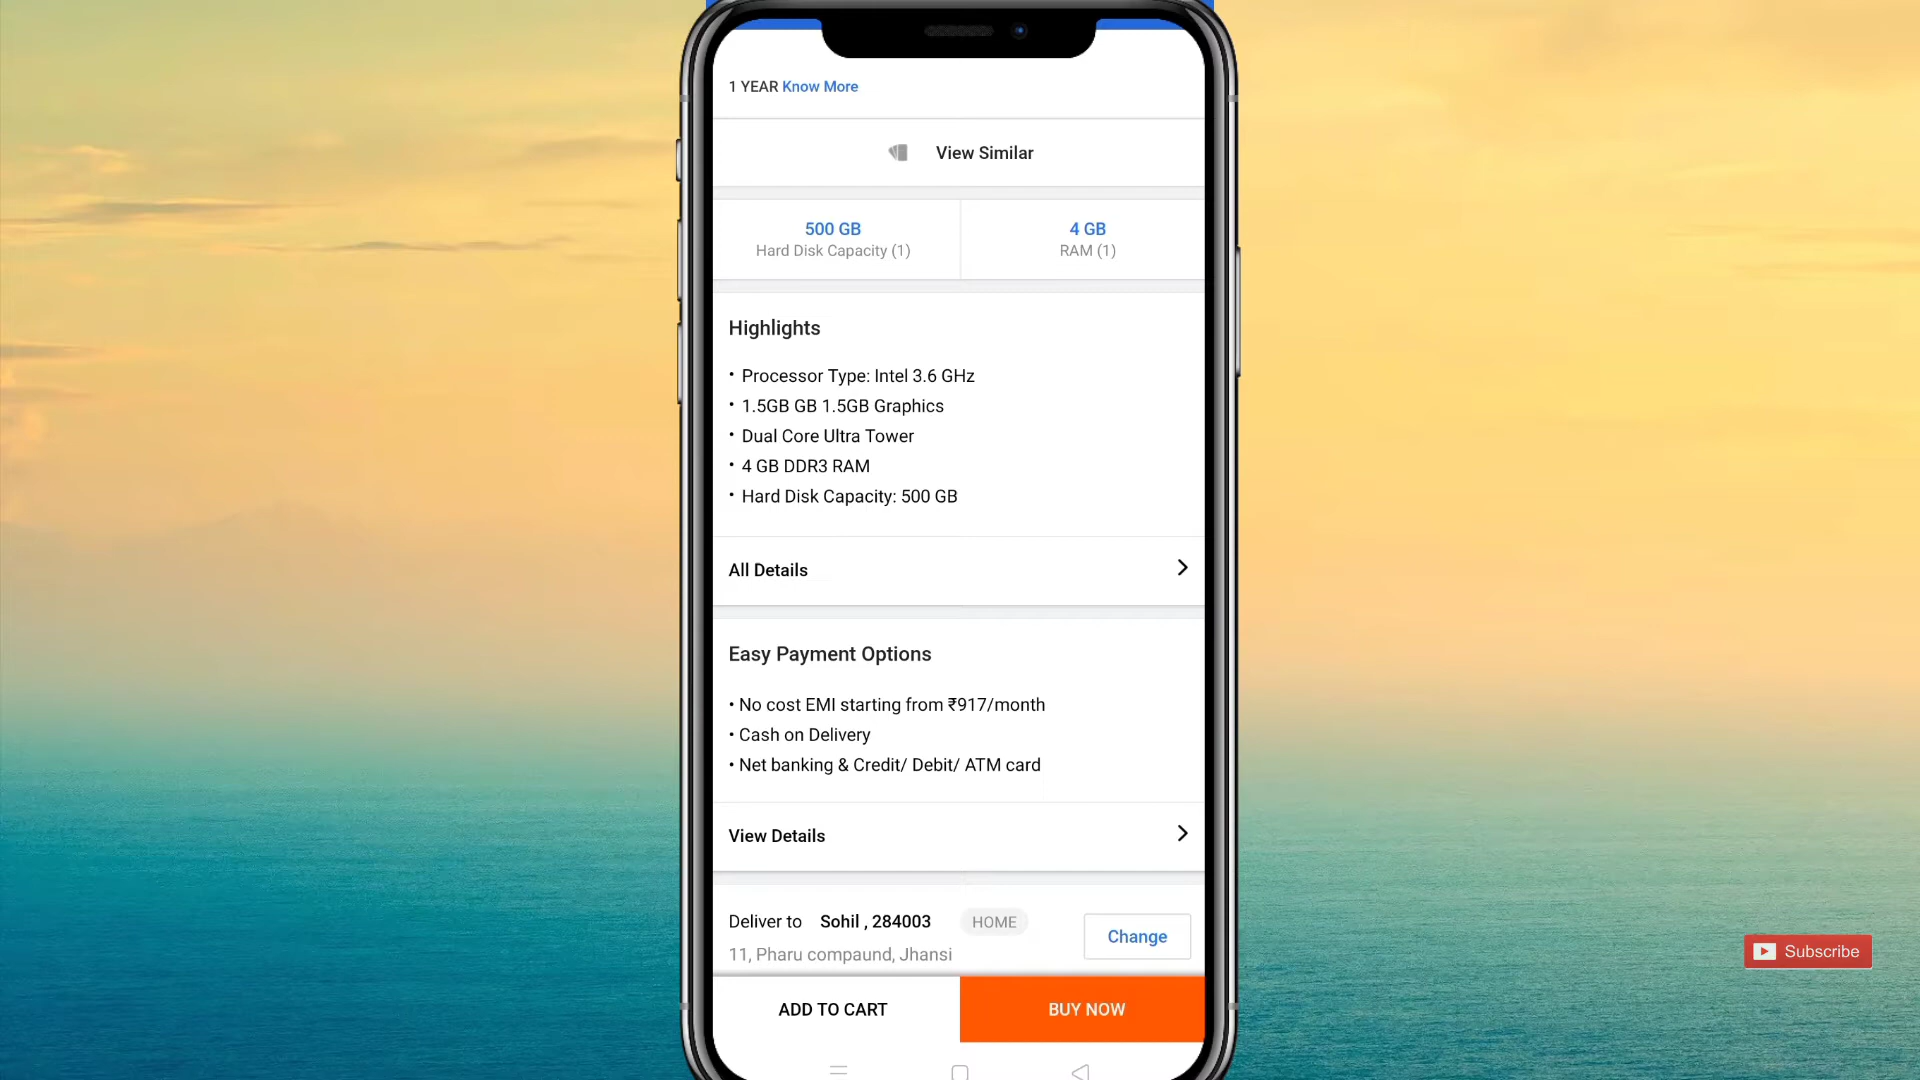 1 YEAR Know More
View Similar
500 GB
Hard Disk Capacity (1)
4 GB
RAM (1)
Highlights
• Processor Type: Intel 3.6 GHz
• 1.5GB GB 1.5GB Graphics
• Dual Core Ultra Tower
• 4 GB DDR3 RAM
• Hard Disk Capacity: 500 GB
All Details
Easy Payment Options
• No cost EMI starting from ₹917/month
• Cash on Delivery
• Net banking & Credit/ Debit/ ATM card
View Details
Deliver to Sohil , 284003 HOME
11, Pharu compaund, Jhansi
Change
Subscribe
ADD TO CART
BUY NOW